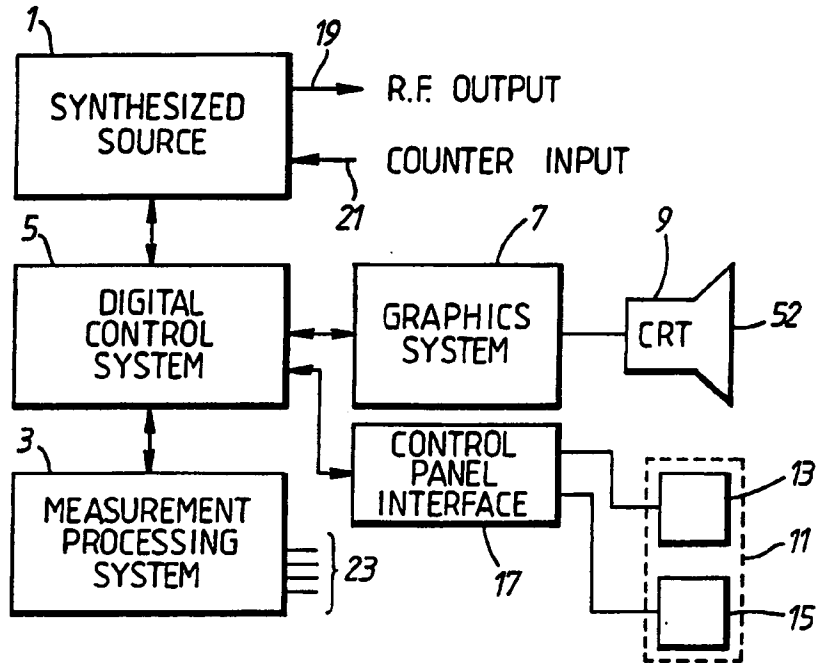 1
19
SYNTHESIZED
SOURCE
R.F. OUTPUT
COUNTER INPUT
21
5
7
9
DIGITAL
CONTROL
SYSTEM
GRAPHICS
SYSTEM
CRT
52
3
MEASUREMENT
PROCESSING
SYSTEM
23
CONTROL
PANEL
INTERFACE
17
13
11
15